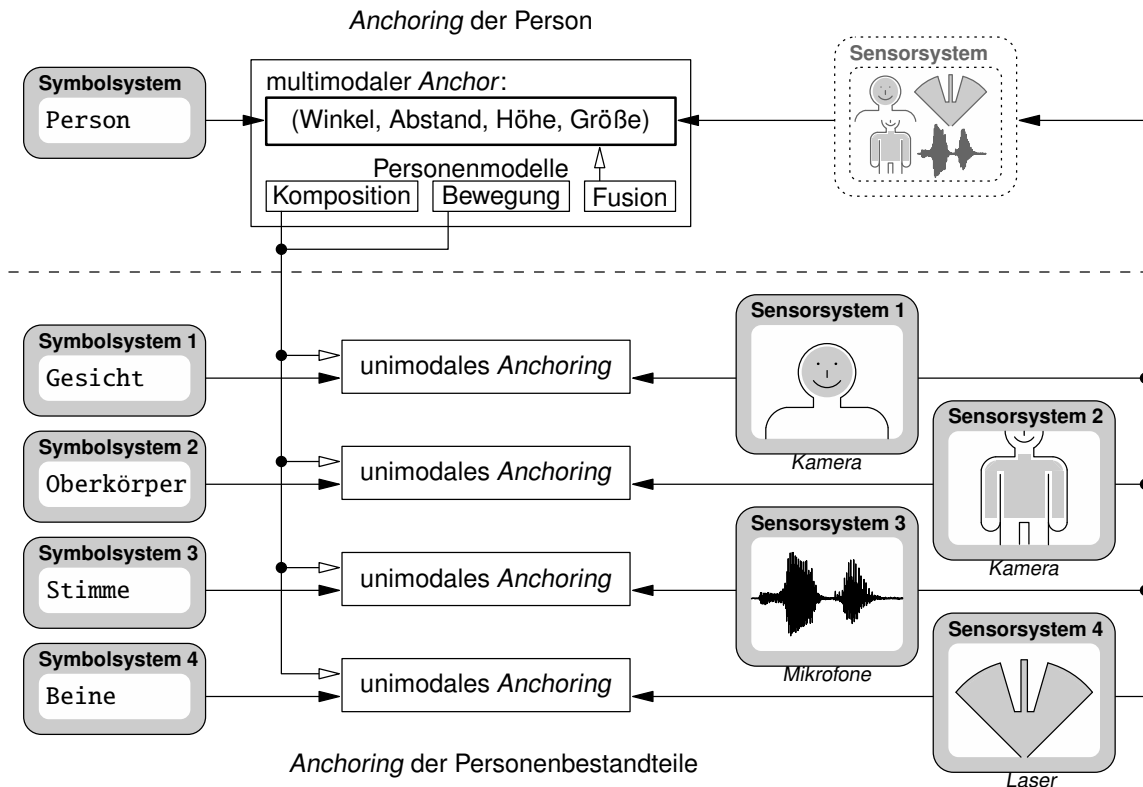 Anchoring der Person
Symbolsystem
Person
multimodaler Anchor:
(Winkel, Abstand, Höhe, Größe)
Personenmodelle
Komposition
Bewegung
Fusion
Sensorsystem
Symbolsystem 1
Gesicht
unimodales Anchoring
Sensorsystem 1
Kamera
Symbolsystem 2
Oberkörper
unimodales Anchoring
Sensorsystem 2
Kamera
Symbolsystem 3
Stimme
unimodales Anchoring
Sensorsystem 3
Mikrofone
Symbolsystem 4
Beine
unimodales Anchoring
Sensorsystem 4
Laser
Anchoring der Personenbestandteile